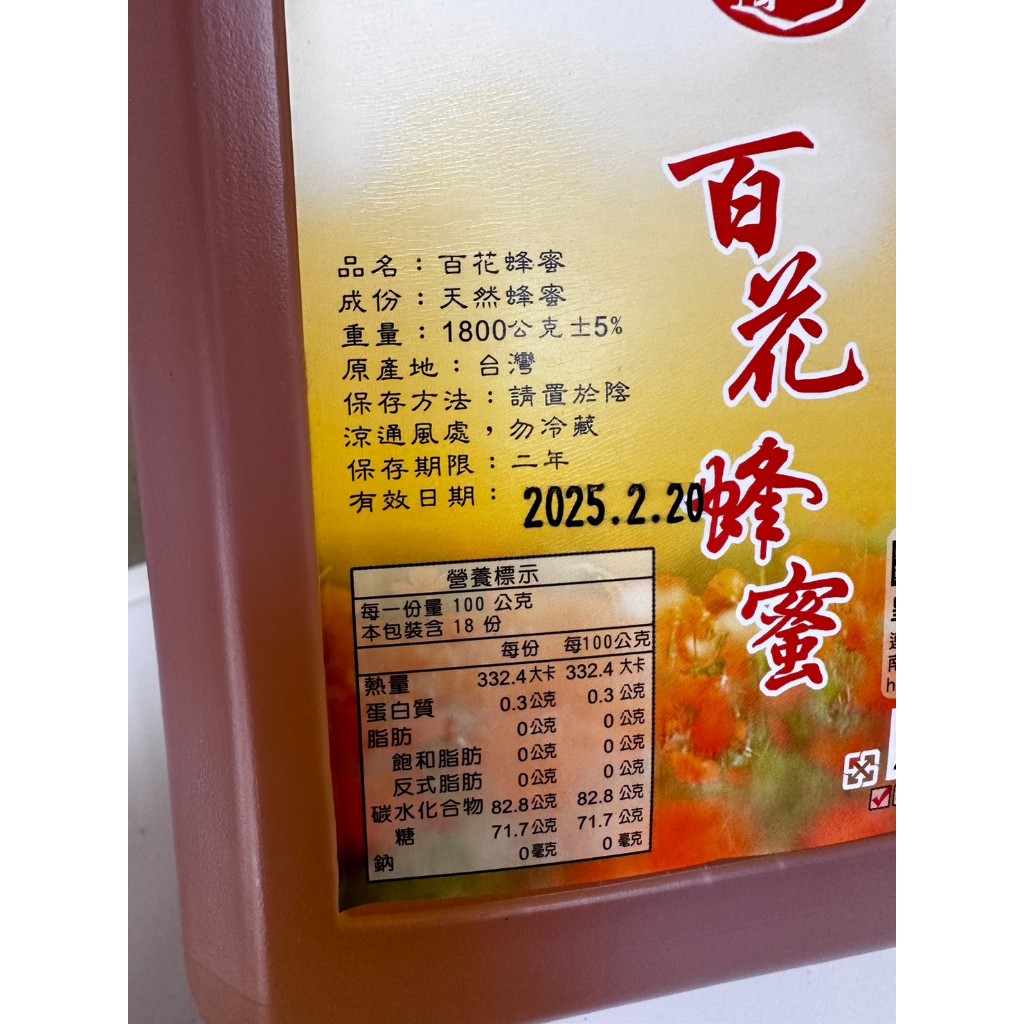 百花蜂蜜
品名：百花蜂蜜
成份：天然蜂蜜
重量：1800公克±5%
原產地：台灣
保存方法：請置於陰
涼通風處，勿冷藏
保存期限：二年
有效日期：2025.2.20
營養標示
每一份量 100 公克
本包裝含 18 份
每份 每100公克
熱量 332.4大卡 332.4 大卡
蛋白質 0.3公克 0.3 公克
脂肪 0公克 0 公克
飽和脂肪 0公克 0 公克
反式脂肪 0公克 0 公克
碳水化合物 82.8公克 82.8 公克
糖 71.7公克 71.7 公克
鈉 0毫克 0 毫克